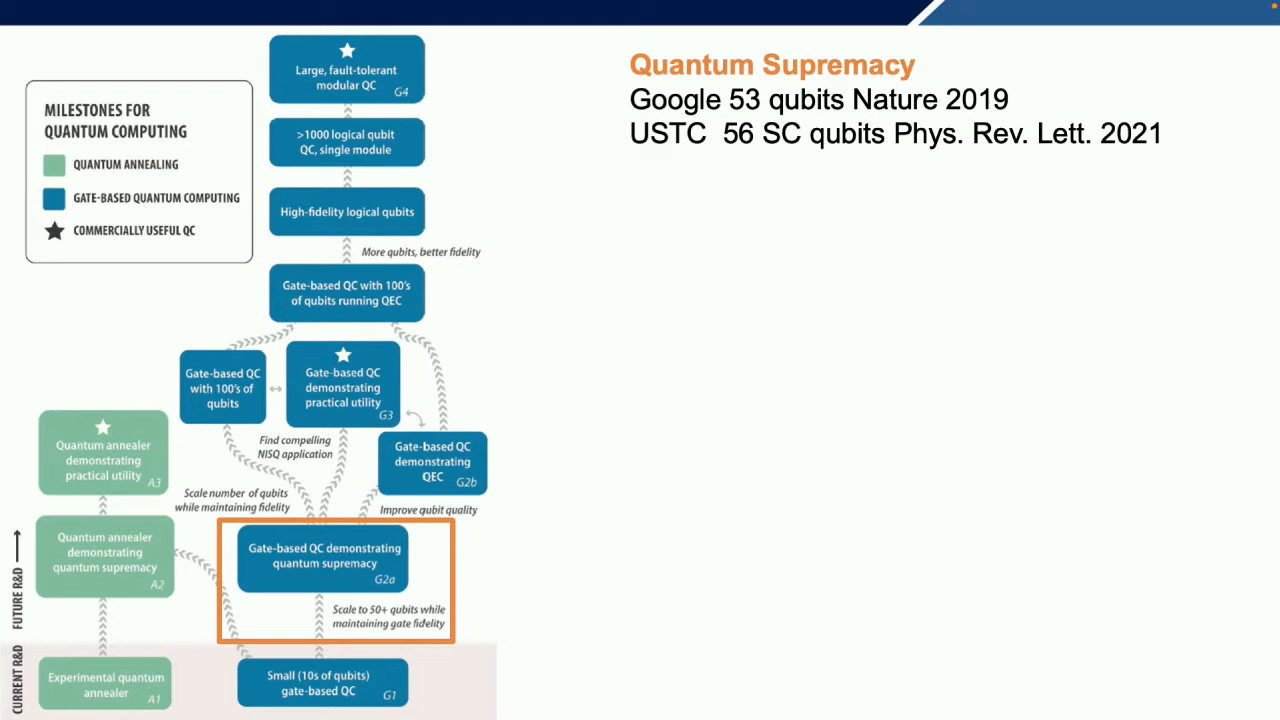 Quantum Supremacy
Google 53 qubits Nature 2019
USTC  56 SC qubits Phys. Rev. Lett. 2021
MILESTONES FOR
QUANTUM COMPUTING
QUANTUM ANNEALING
GATE-BASED QUANTUM COMPUTING
COMMERCIALLY USEFUL QC
Large, fault-tolerant
modular QC
G4
>1000 logical qubit
QC, single module
High-fidelity logical qubits
More qubits, better fidelity
Gate-based QC with 100's
of qubits running QEC
Gate-based QC
with 100's of
qubits
Gate-based QC
demonstrating
practical utility
G3
Find compelling
NISQ application
Gate-based QC
demonstrating
QEC
G2b
Quantum annealer
demonstrating
practical utility
A3
Scale number of qubits
while maintaining fidelity
Improve qubit quality
Quantum annealer
demonstrating
quantum supremacy
A2
Gate-based QC demonstrating
quantum supremacy
G2a
Scale to 50+ qubits while
maintaining gate fidelity
FUTURE R&D
CURRENT R&D
Experimental quantum
annealer
A1
Small (10s of qubits)
gate-based QC
G1